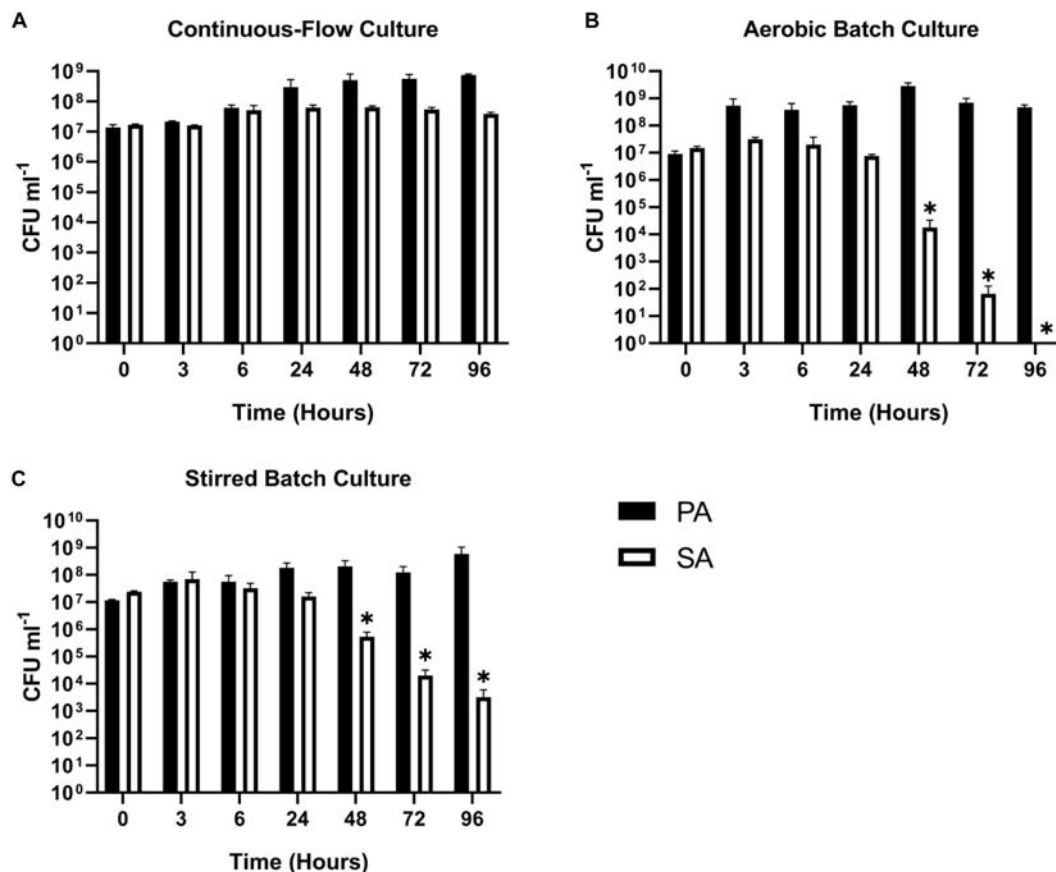 A
Continuous-Flow Culture
10⁹
10⁸
10⁷
10⁶
10⁵
10⁴
10³
10²
10¹
10⁰
CFU ml⁻¹
0 3 6 24 48 72 96
Time (Hours)
B
Aerobic Batch Culture
10¹⁰
10⁹
10⁸
10⁷
10⁶
10⁵
10⁴
10³
10²
10¹
10⁰
CFU ml⁻¹
* * *
0 3 6 24 48 72 96
Time (Hours)
C
Stirred Batch Culture
10¹⁰
10⁹
10⁸
10⁷
10⁶
10⁵
10⁴
10³
10²
10¹
10⁰
CFU ml⁻¹
* * *
0 3 6 24 48 72 96
Time (Hours)
PA
SA